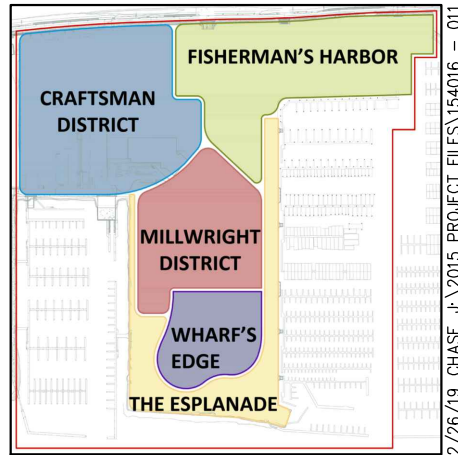 FISHERMAN'S HARBOR
CRAFTSMAN
DISTRICT
MILLWRIGHT
DISTRICT
WHARF'S
EDGE
THE ESPLANADE
2/26/19 CHASE J:\2015 PROJECT FILES\154016 - 011